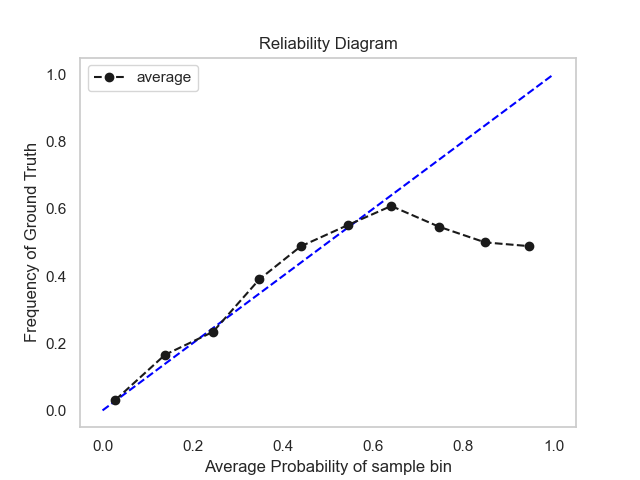 Reliability Diagram
average
1.0
0.8
0.6
0.4
0.2
0.0
Frequency of Ground Truth
0.0 0.2 0.4 0.6 0.8 1.0
Average Probability of sample bin